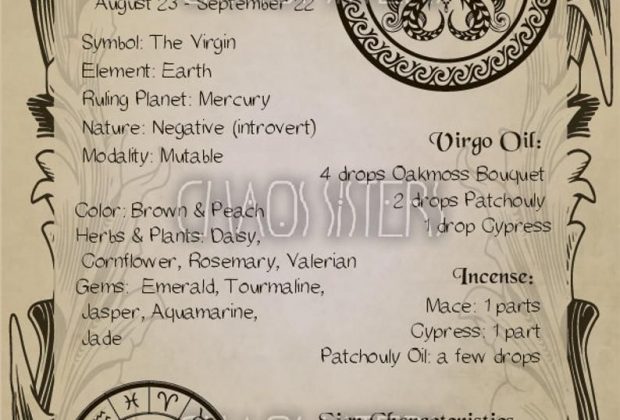 August 23 - September 22
Symbol: The Virgin
Element: Earth
Ruling Planet: Mercury
Nature: Negative (introvert)
Modality: Mutable
Color: Brown & Peach
Herbs & Plants: Daisy,
Cornflower, Rosemary, Valerian
Gems: Emerald, Tourmaline,
Jasper, Aquamarine,
Jade
Virgo Oil:
4 drops Oakmoss Bouquet
2 drops Patchouly
1 drop Cypress
Incense:
Mace: 1 parts
Cypress: 1 part
Patchouly Oil: a few drops
CHAOS SISTERS
Sign Characteristics